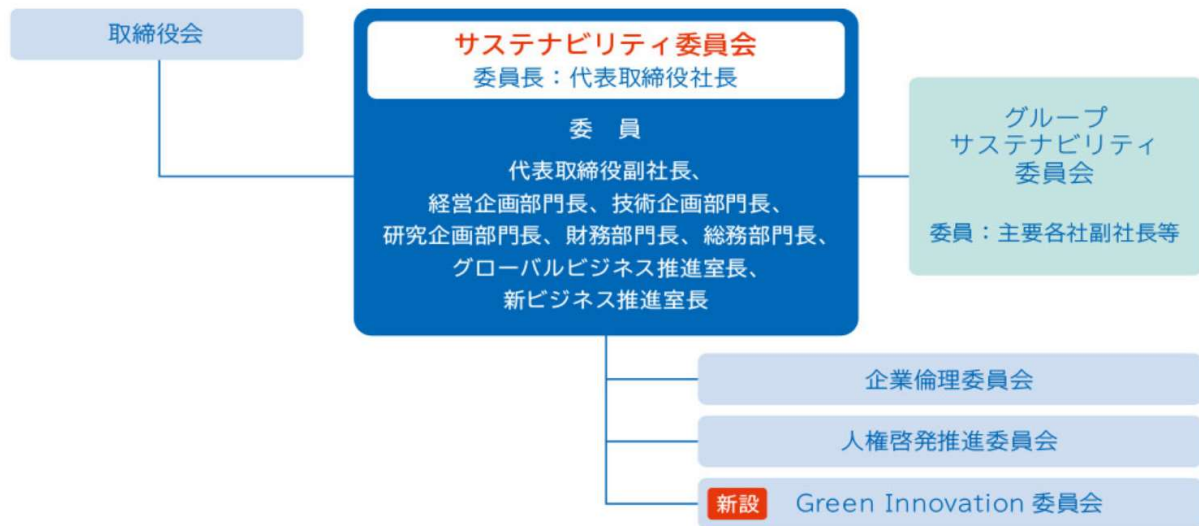 取締役会
サステナビリティ委員会
委員長：代表取締役社長
委　員
代表取締役副社長、
経営企画部門長、技術企画部門長、
研究企画部門長、財務部門長、総務部門長、
グローバルビジネス推進室長、
新ビジネス推進室長
グループ
サステナビリティ
委員会
委員：主要各社副社長等
企業倫理委員会
人権啓発推進委員会
新設 Green Innovation 委員会